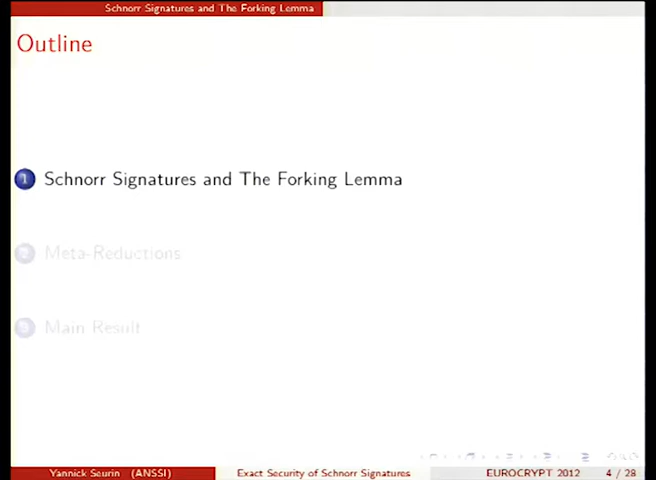 Schnorr Signatures and The Forking Lemma
Outline
1 Schnorr Signatures and The Forking Lemma
2 Meta-Reductions
3 Main Result
Yannick Seurin (ANSSI) Exact Security of Schnorr Signatures EUROCRYPT 2012 4 / 28